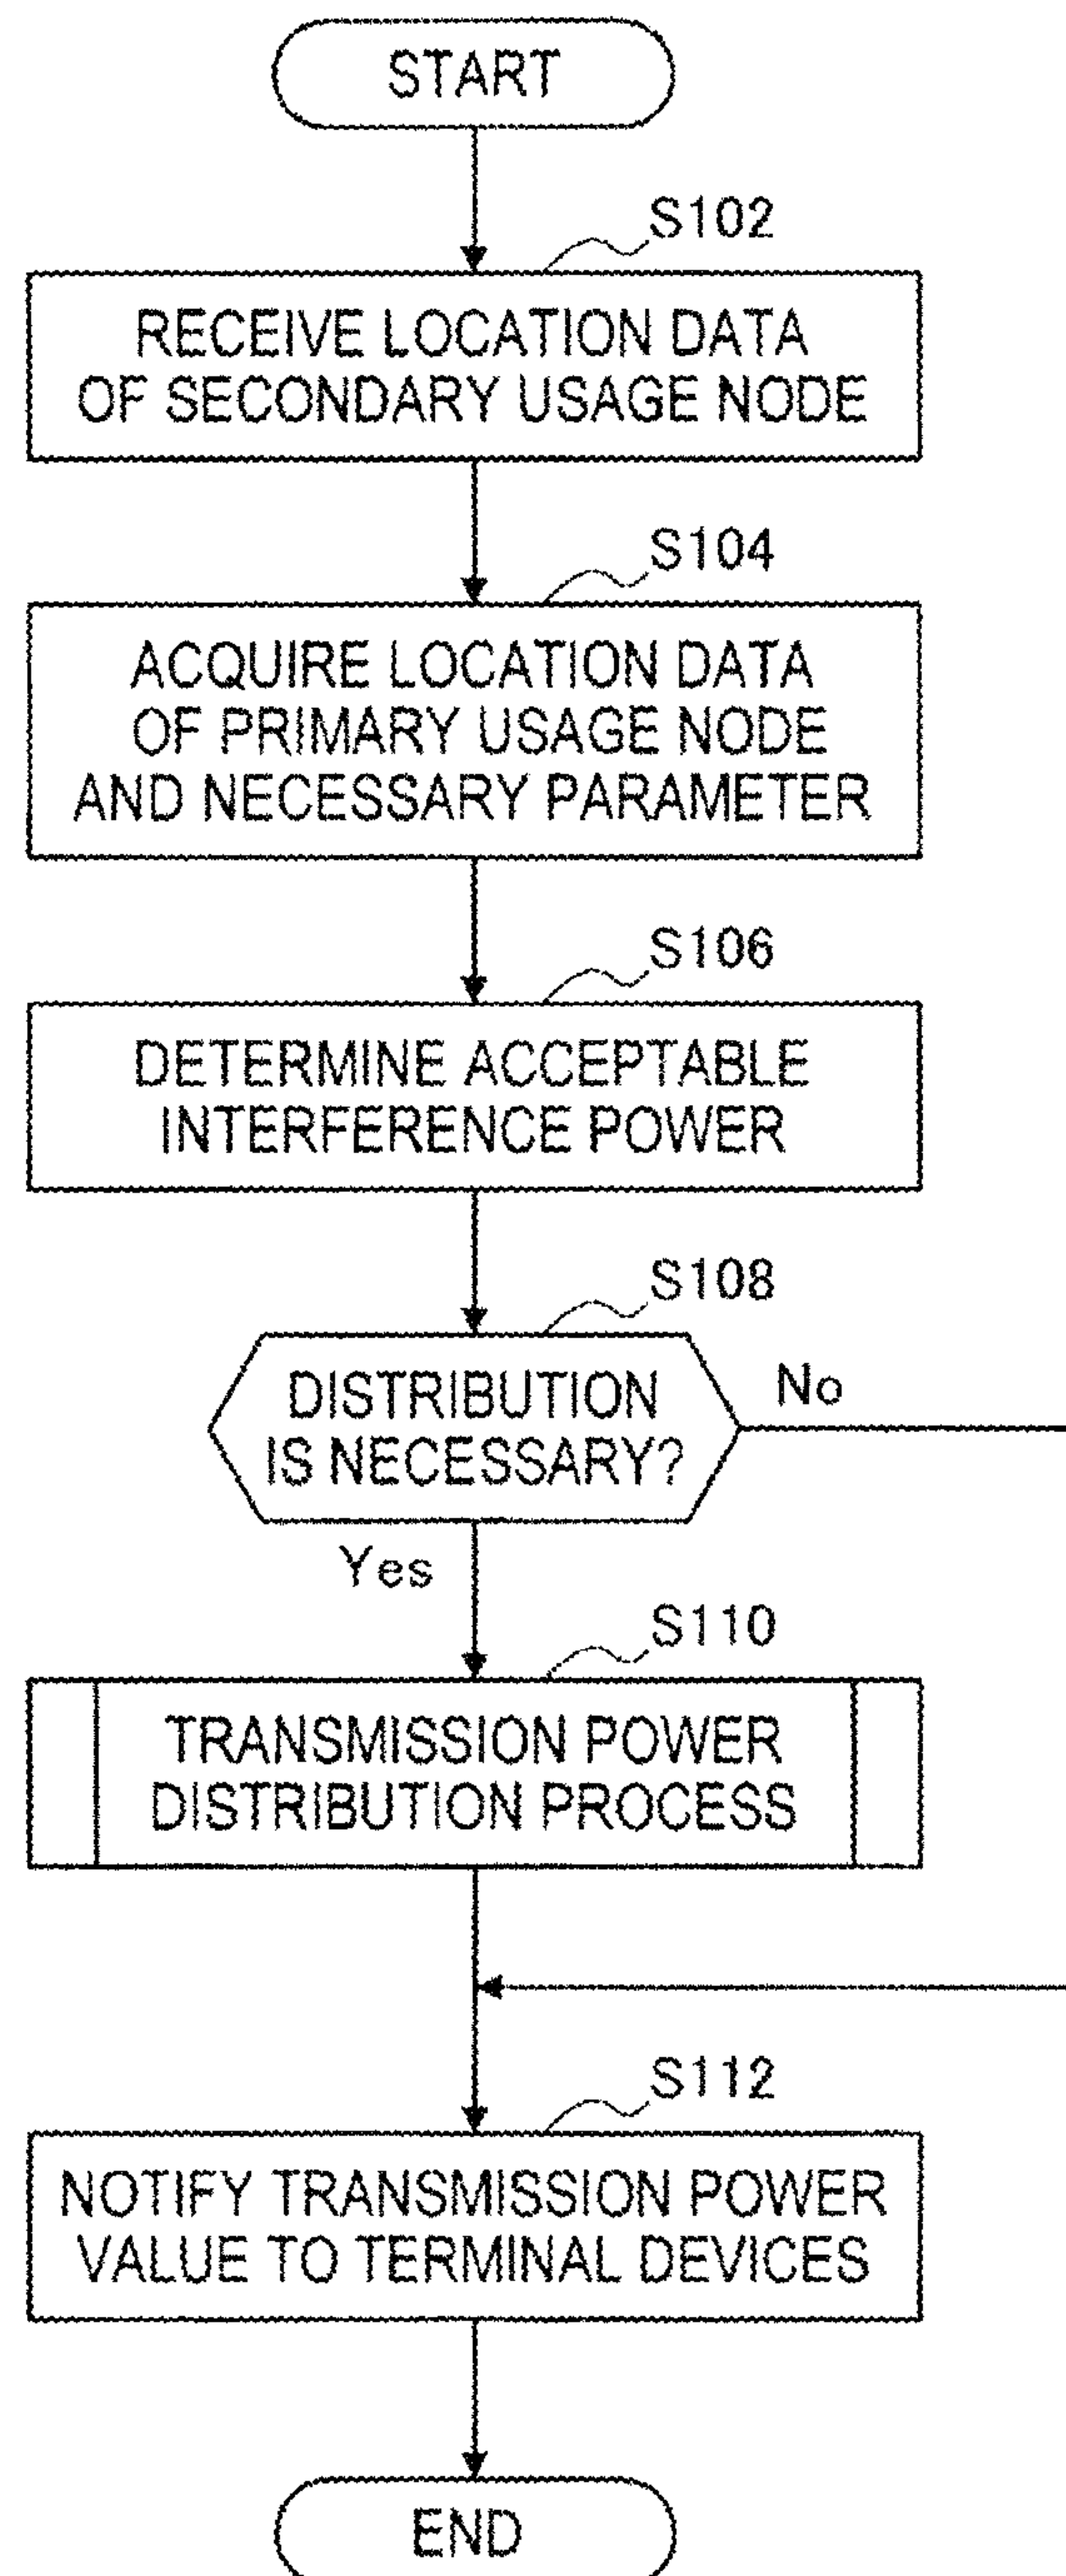 START
S102
RECEIVE LOCATION DATA
OF SECONDARY USAGE NODE
S104
ACQUIRE LOCATION DATA
OF PRIMARY USAGE NODE
AND NECESSARY PARAMETER
S106
DETERMINE ACCEPTABLE
INTERFERENCE POWER
S108
DISTRIBUTION
IS NECESSARY?
No
Yes
S110
TRANSMISSION POWER
DISTRIBUTION PROCESS
S112
NOTIFY TRANSMISSION POWER
VALUE TO TERMINAL DEVICES
END